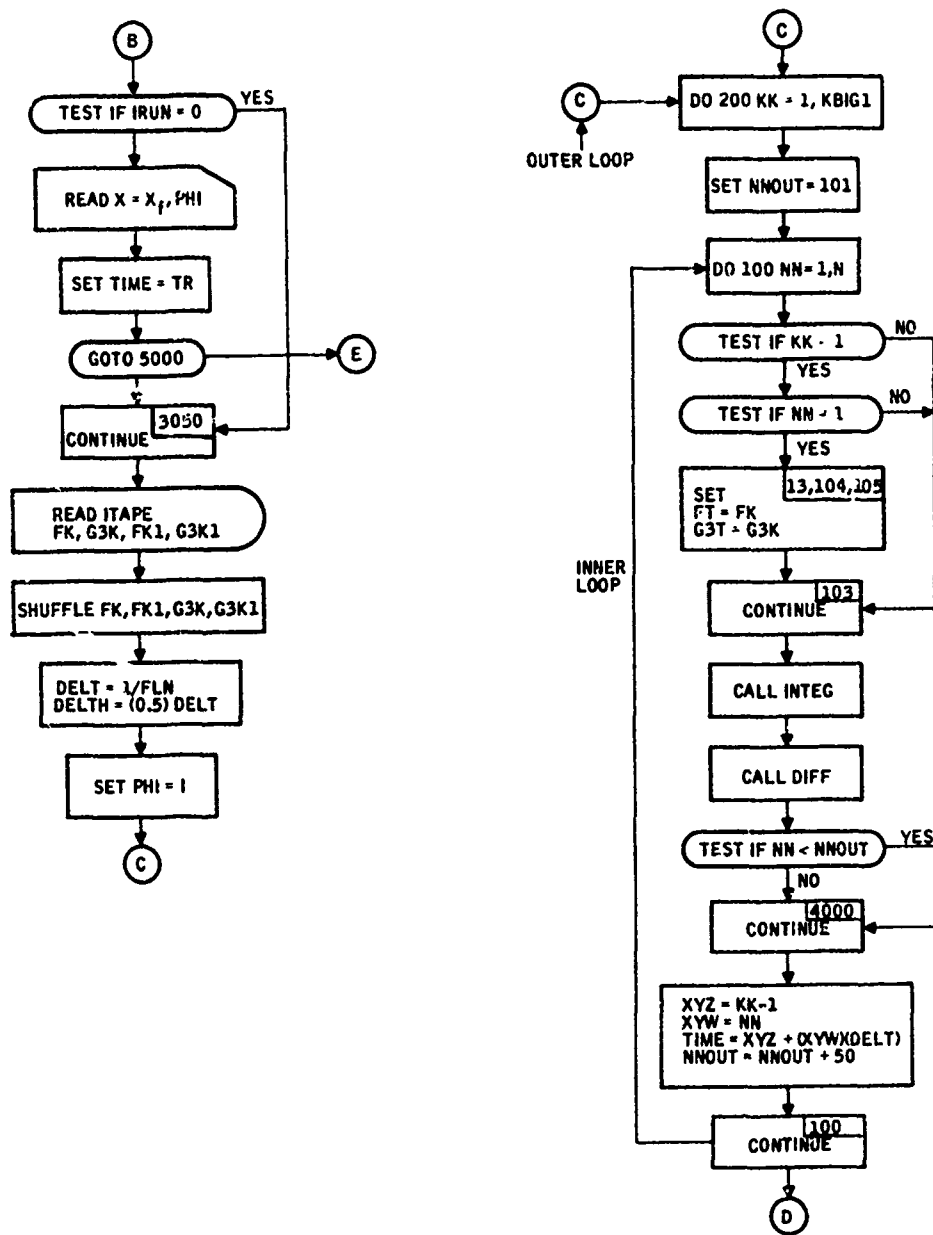 B
TEST IF IRUN = 0
YES
READ X = Xf, PHI
SET TIME = TR
GOTO 5000
E
3050
CONTINUE
READ ITAPE
FK, G3K, FK1, G3K1
SHUFFLE FK, FK1, G3K, G3K1
DELT = 1/FLN
DELTH = (0.5) DELT
SET PHI = I
C
C
C
DO 200 KK = 1, KBIG1
OUTER LOOP
SET NNOUT = 101
DO 100 NN = 1, N
TEST IF KK - 1
NO
YES
TEST IF NN - 1
NO
YES
13,104,105
SET
FT = FK
G3T - G3K
INNER
LOOP
103
CONTINUE
CALL INTEG
CALL DIFF
TEST IF NN < NNOUT
YES
NO
4000
CONTINUE
XYZ = KK-1
XYW = NN
TIME = XYZ + (XYWXDELT)
NNOUT = NNOUT + 50
100
CONTINUE
D